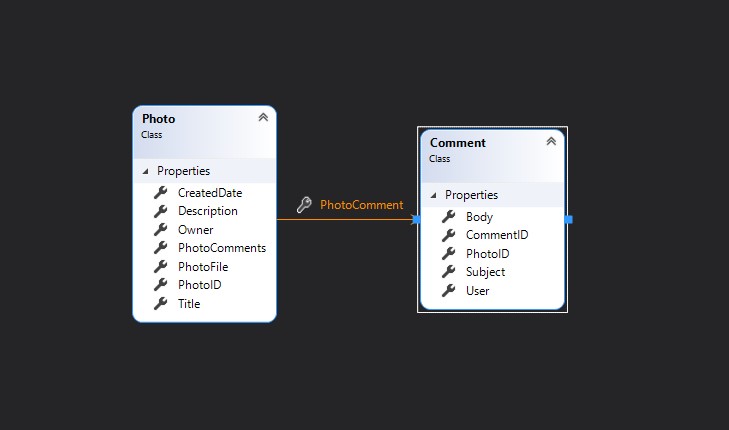 Photo
Class
Properties
CreatedDate
Description
Owner
PhotoComments
PhotoFile
PhotoID
Title
PhotoComment
Comment
Class
Properties
Body
CommentID
PhotoID
Subject
User